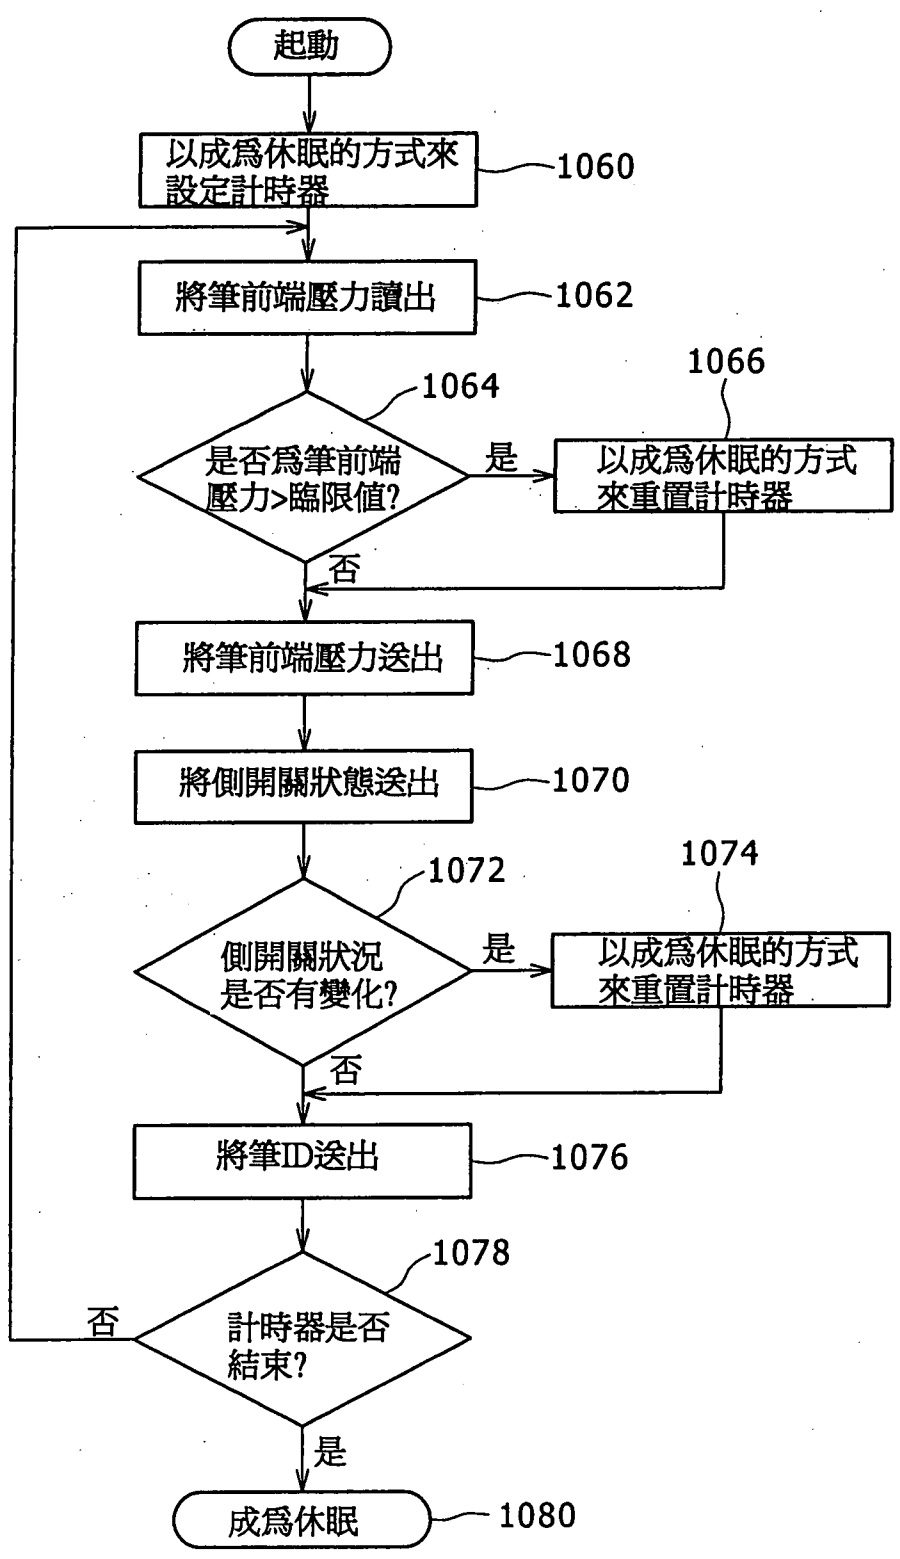 起動
以成爲休眠的方式來
設定計時器
1060
將筆前端壓力讀出
1062
1064
是否爲筆前端
壓力>臨限值?
是
1066
以成爲休眠的方式
來重置計時器
否
將筆前端壓力送出
1068
將側開關狀態送出
1070
1072
側開關狀況
是否有變化?
是
1074
以成爲休眠的方式
來重置計時器
否
將筆ID送出
1076
1078
計時器是否
結束?
否
是
成爲休眠
1080